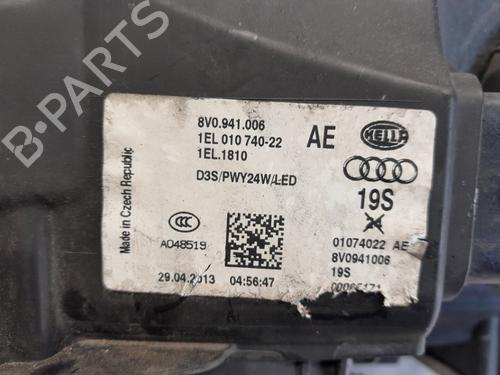 8V0.941.006
1EL 010 740-22
1EL.1810
AE
HELLA
D3S/PWY24W/LED
19S
Made in Czech Republic
CCC
A048519
29.04.2013 04:56:47
01074022 AE
8V0941006
19S
B-PARTS